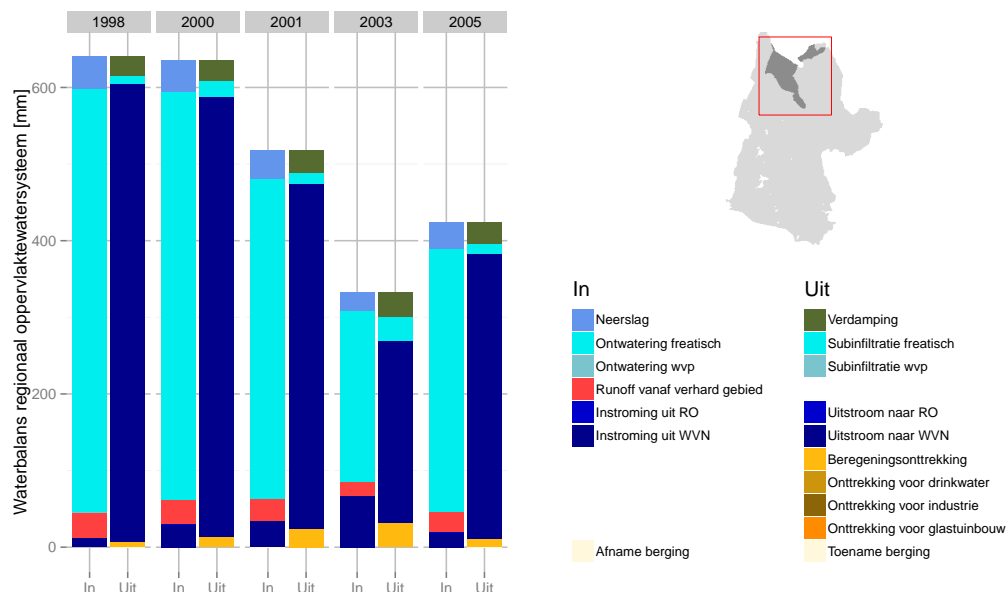 1998 2000 2001 2003 2005
Waterbalans regionaal oppervlaktewatersysteem [mm]
600
400
200
0
In Uit In Uit In Uit In Uit In Uit
In
Neerslag
Ontwatering freatisch
Ontwatering wvp
Runoff vanaf verhard gebied
Instroming uit RO
Instroming uit WVN
Afname berging
Uit
Verdamping
Subinfiltratie freatisch
Subinfiltratie wvp
Uitstroom naar RO
Uitstroom naar WVN
Beregeningsonttrekking
Onttrekking voor drinkwater
Onttrekking voor industrie
Onttrekking voor glastuinbouw
Toename berging